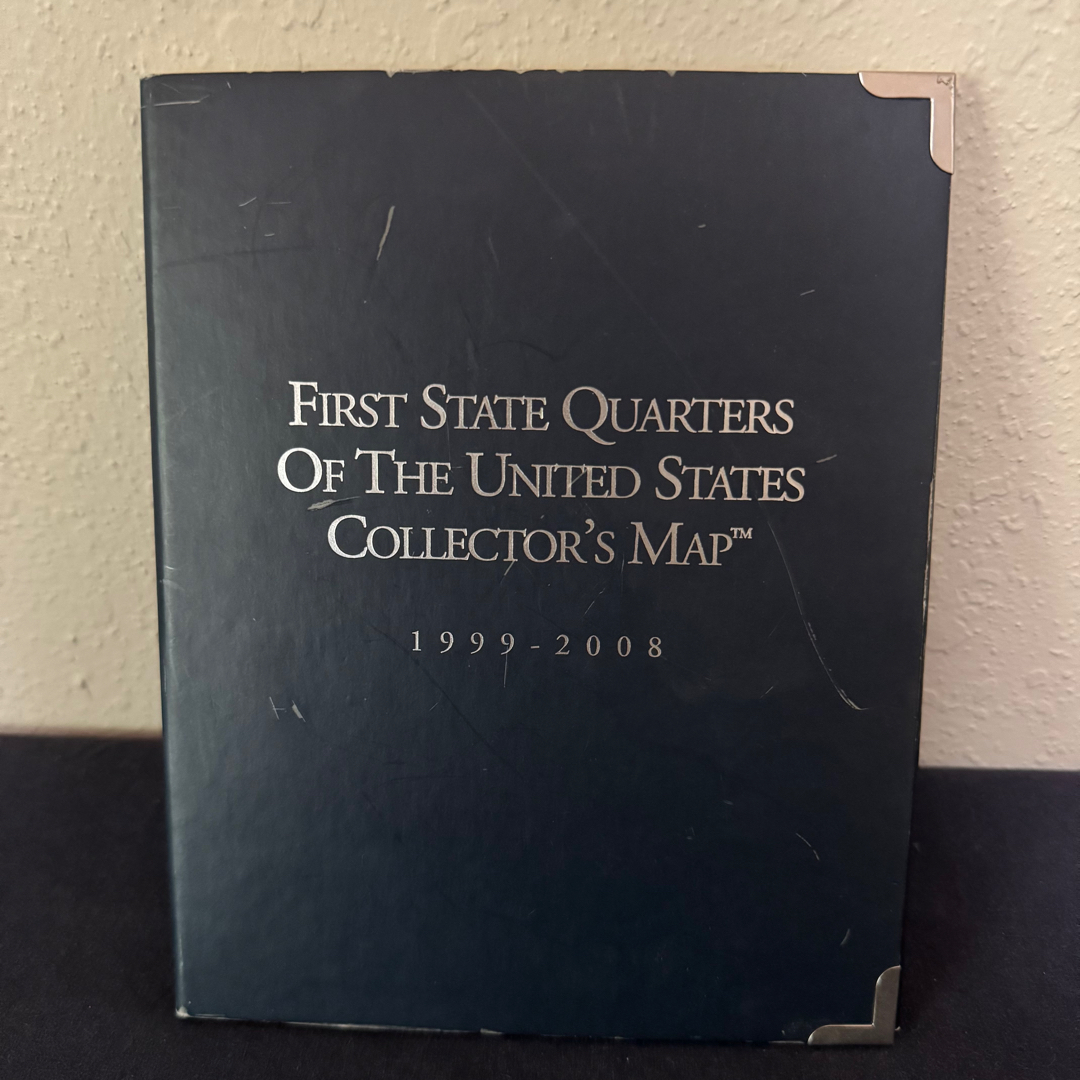 First State Quarters
Of The United States
Collector's Map™
1999-2008